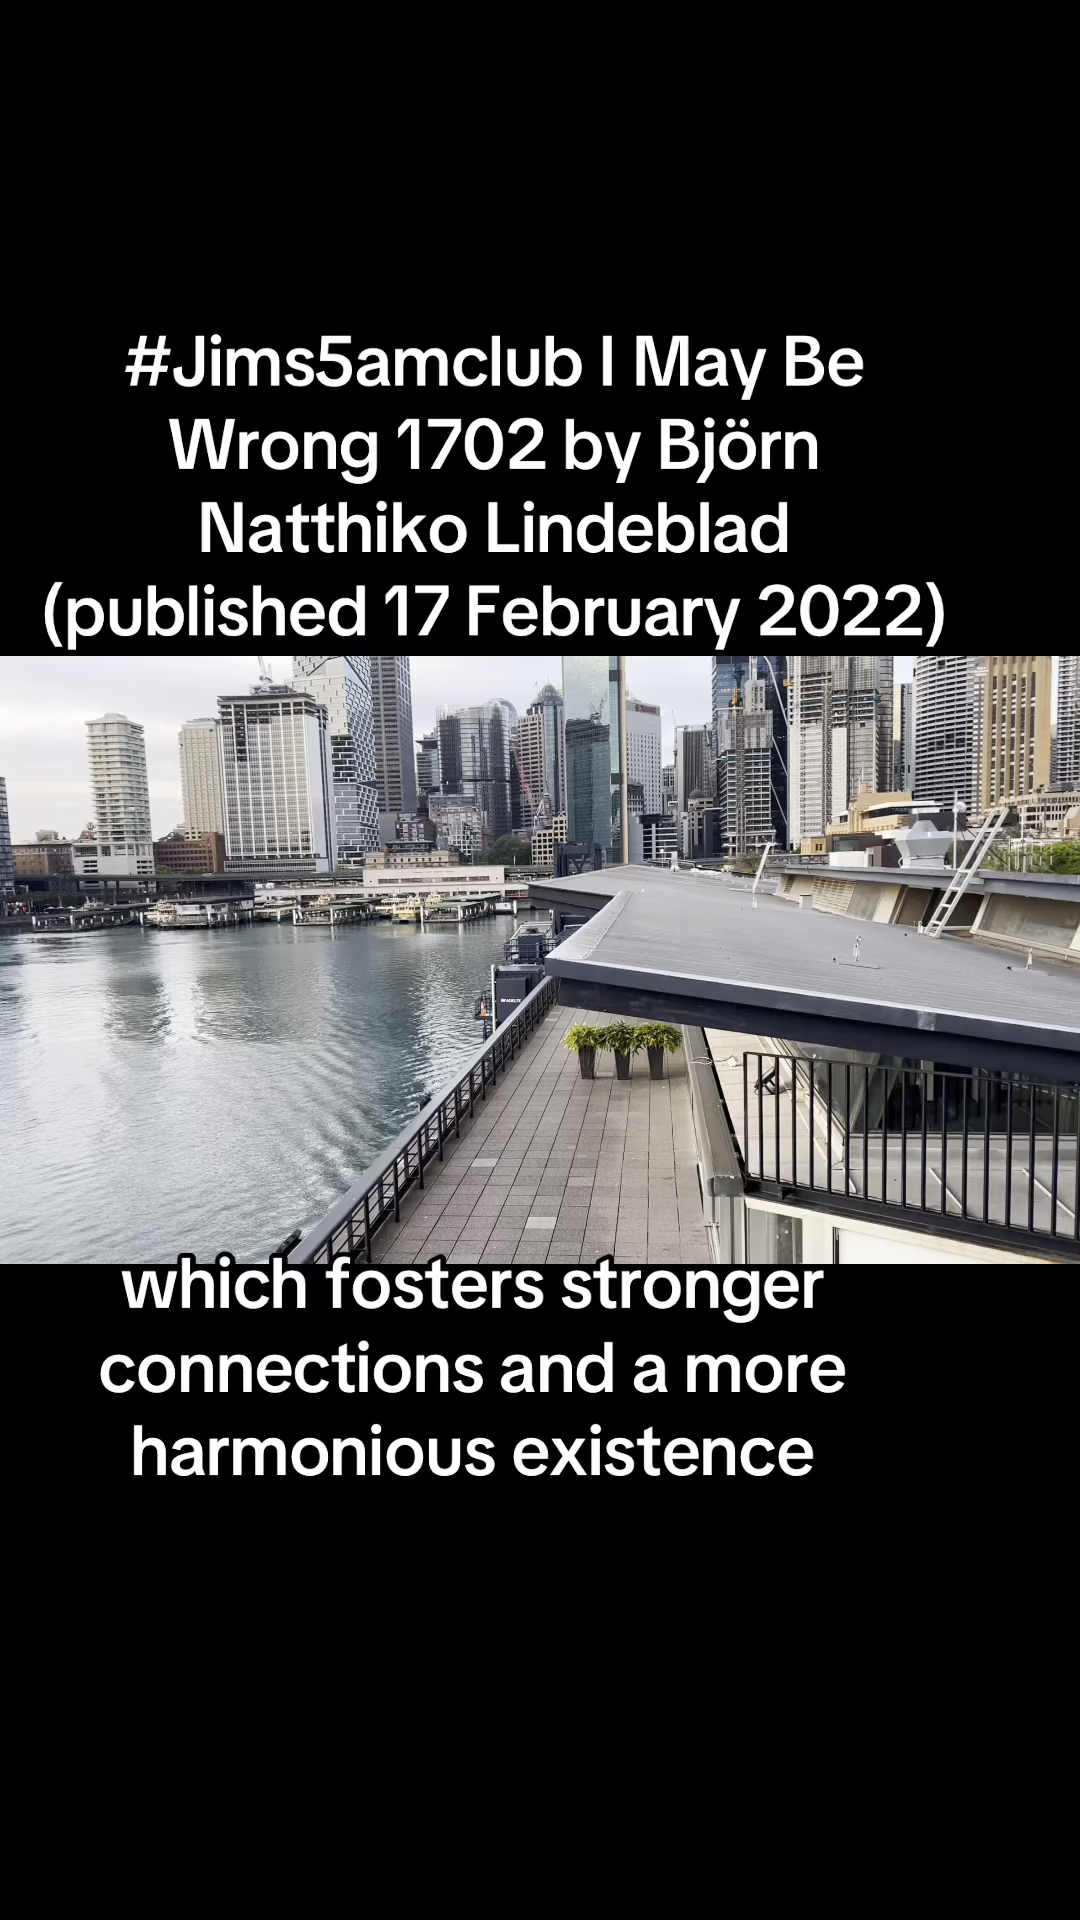 #Jims5amclub I May Be
Wrong 1702 by Björn
Natthiko Lindeblad
(published 17 February 2022)
which fosters stronger
connections and a more
harmonious existence